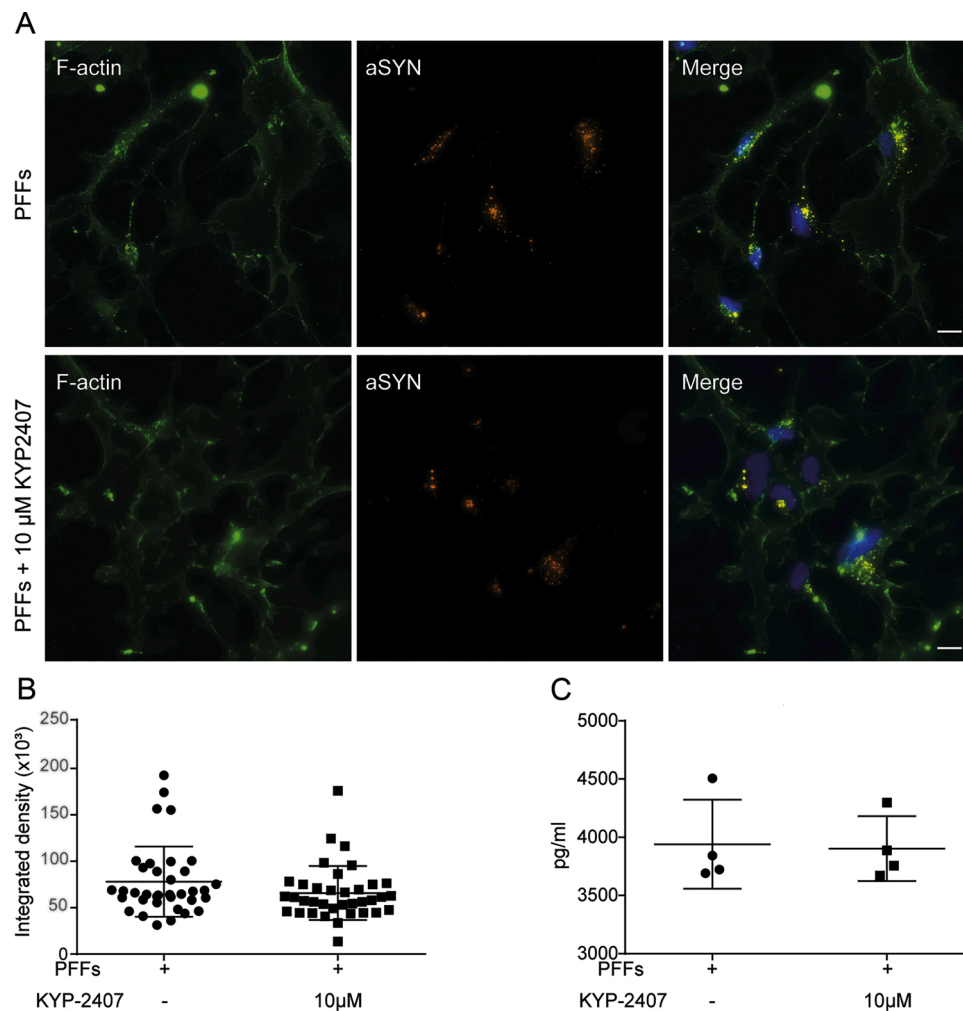 A
PFFs
F-actin
aSYN
Merge
PFFs + 10 µM KYP2407
F-actin
aSYN
Merge
B
Integrated density (x10³)
250
200
150
100
50
0
PFFs + +
KYP-2407 - 10µM
C
pg/ml
5000
4500
4000
3500
3000
PFFs + +
KYP-2407 - 10µM